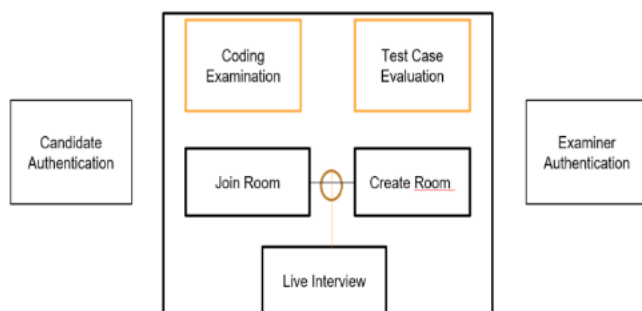 Coding
Examination
Test Case
Evaluation
Candidate
Authentication
Examiner
Authentication
Join Room
Create Room
Live Interview